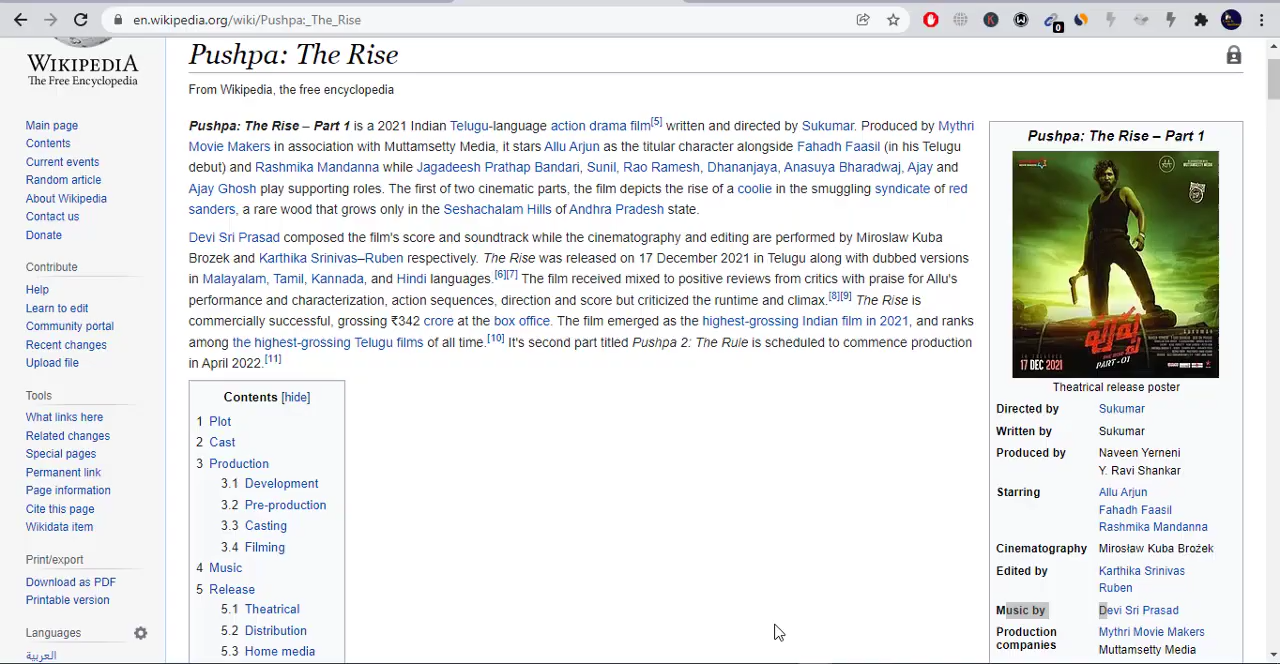 en.wikipedia.org/wiki/Pushpa:_The_Rise
0
K
W
WIKIPEDIA
The Free Encyclopedia
Main page
Contents
Current events
Random article
About Wikipedia
Contact us
Donate
Contribute
Help
Learn to edit
Community portal
Recent changes
Upload file
Tools
What links here
Related changes
Special pages
Permanent link
Page information
Cite this page
Wikidata item
Print/export
Download as PDF
Printable version
Languages
العربية
Pushpa: The Rise
From Wikipedia, the free encyclopedia
Pushpa: The Rise – Part 1 is a 2021 Indian Telugu-language action drama film[5] written and directed by Sukumar. Produced by Mythri
Movie Makers in association with Muttamsetty Media, it stars Allu Arjun as the titular character alongside Fahadh Faasil (in his Telugu
debut) and Rashmika Mandanna while Jagadeesh Prathap Bandari, Sunil, Rao Ramesh, Dhananjaya, Anasuya Bharadwaj, Ajay and
Ajay Ghosh play supporting roles. The first of two cinematic parts, the film depicts the rise of a coolie in the smuggling syndicate of red
sanders, a rare wood that grows only in the Seshachalam Hills of Andhra Pradesh state.
Devi Sri Prasad composed the film's score and soundtrack while the cinematography and editing are performed by Miroslaw Kuba
Brozek and Karthika Srinivas–Ruben respectively. The Rise was released on 17 December 2021 in Telugu along with dubbed versions
in Malayalam, Tamil, Kannada, and Hindi languages.[6][7] The film received mixed to positive reviews from critics with praise for Allu's
performance and characterization, action sequences, direction and score but criticized the runtime and climax.[8][9] The Rise is
commercially successful, grossing ₹342 crore at the box office. The film emerged as the highest-grossing Indian film in 2021, and ranks
among the highest-grossing Telugu films of all time.[10] It's second part titled Pushpa 2: The Rule is scheduled to commence production
in April 2022.[11]
Contents [hide]
1 Plot
2 Cast
3 Production
3.1 Development
3.2 Pre-production
3.3 Casting
3.4 Filming
4 Music
5 Release
5.1 Theatrical
5.2 Distribution
5.3 Home media
Pushpa: The Rise – Part 1
పుష్ప
PART-01
17 DEC 2021
Theatrical release poster
Directed by Sukumar
Written by Sukumar
Produced by Naveen Yerneni
Y. Ravi Shankar
Starring Allu Arjun
Fahadh Faasil
Rashmika Mandanna
Cinematography Mirosław Kuba Brożek
Edited by Karthika Srinivas
Ruben
Music by Devi Sri Prasad
Production Mythri Movie Makers
companies Muttamsetty Media